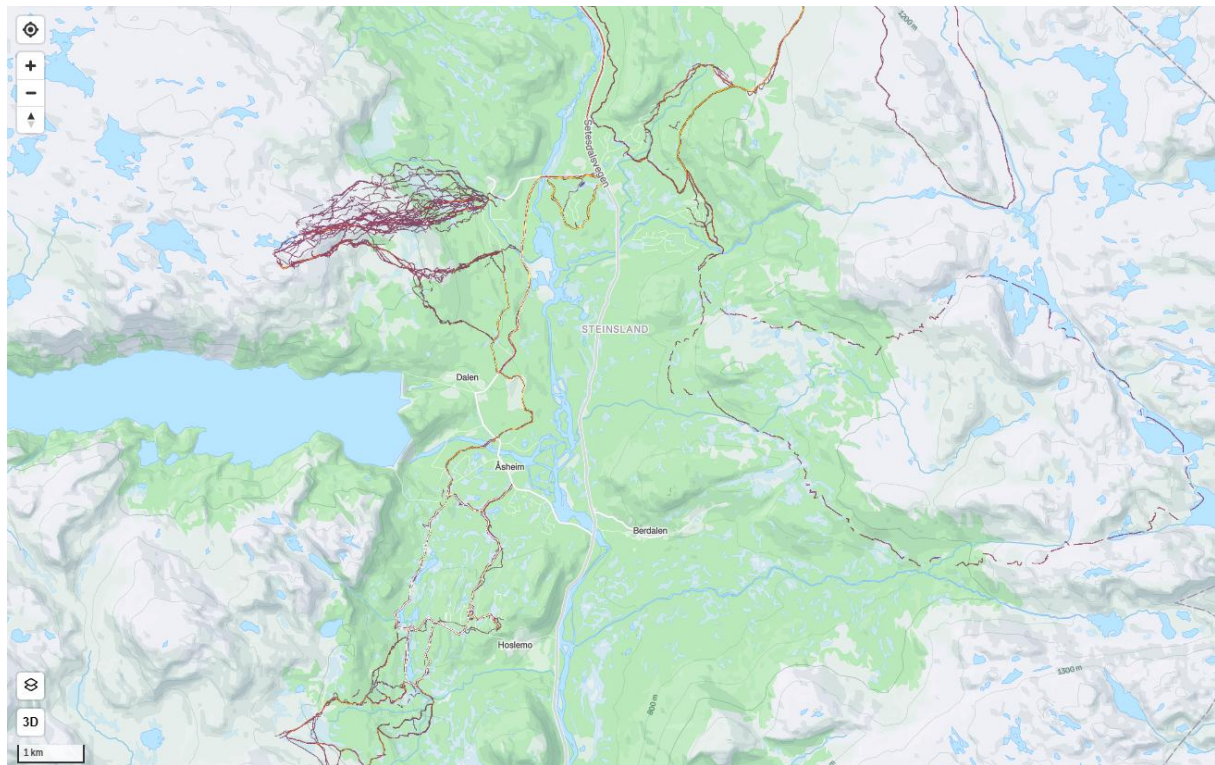 1200 m
+
−
Setesdalsvegen
STEINSLAND
Dalen
Åsheim
Berdalen
Hoslemo
1300 m
800 m
3D
1 km